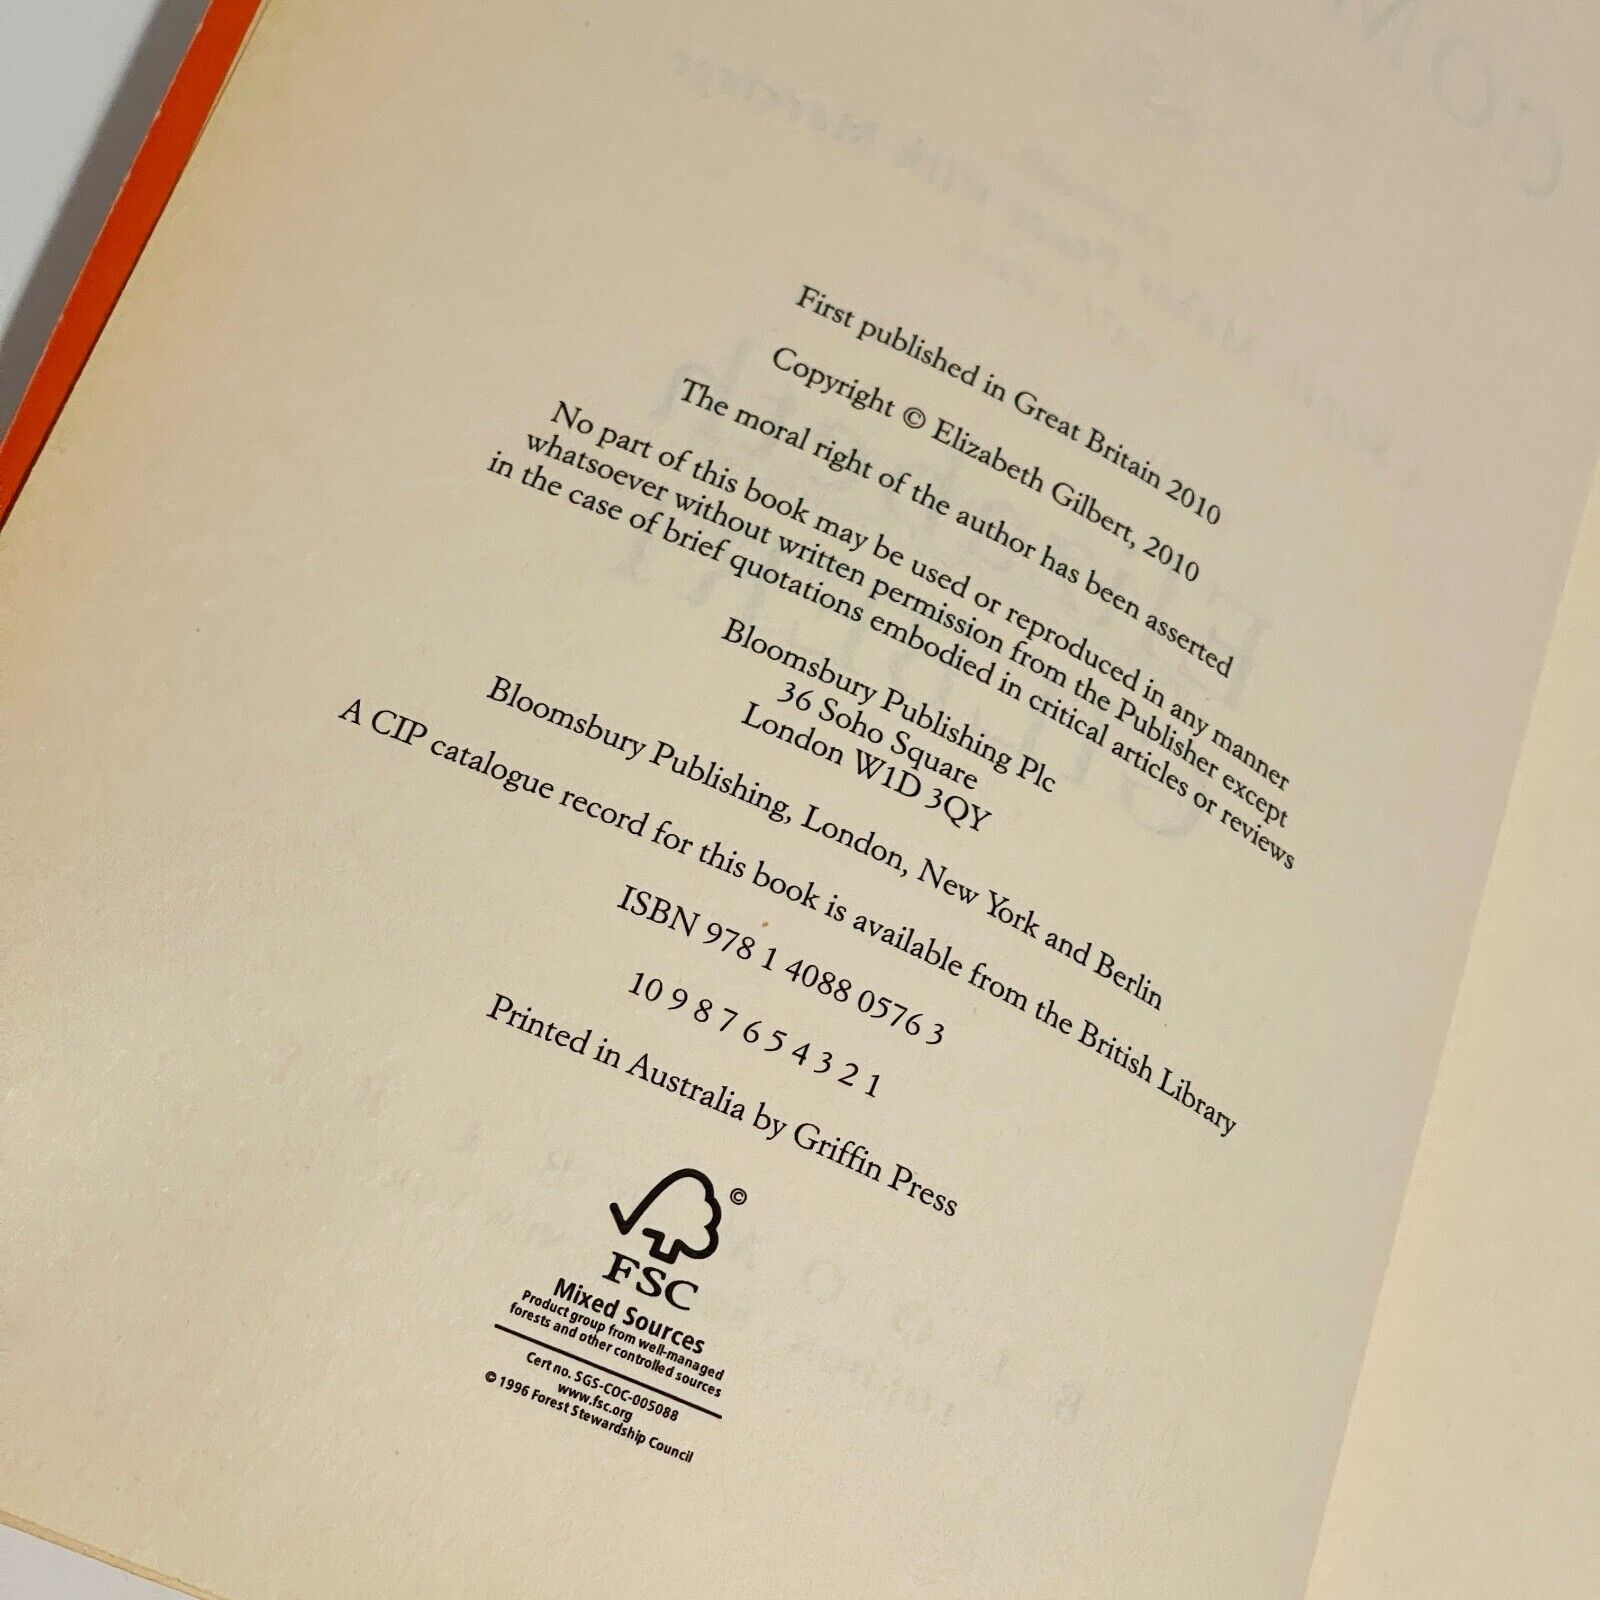 First published in Great Britain 2010
Copyright © Elizabeth Gilbert, 2010
The moral right of the author has been asserted
No part of this book may be used or reproduced in any manner
whatsoever without written permission from the Publisher except
in the case of brief quotations embodied in critical articles or reviews
Bloomsbury Publishing Plc
36 Soho Square
London W1D 3QY
Bloomsbury Publishing, London, New York and Berlin
A CIP catalogue record for this book is available from the British Library
ISBN 978 1 4088 0576 3
10 9 8 7 6 5 4 3 2 1
Printed in Australia by Griffin Press
©
FSC
Mixed Sources
Product group from well-managed
forests and other controlled sources
Cert no. SGS-COC-005088
www.fsc.org
© 1996 Forest Stewardship Council